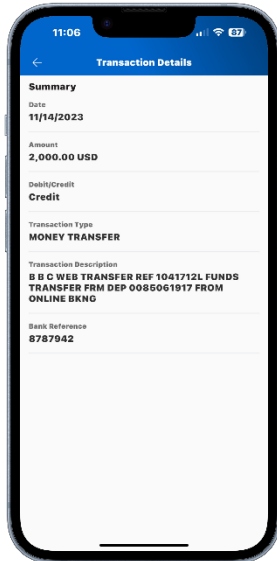 11:06
87
Transaction Details
Summary
Date
11/14/2023
Amount
2,000.00 USD
Debit/Credit
Credit
Transaction Type
MONEY TRANSFER
Transaction Description
B B C WEB TRANSFER REF 1041712L FUNDS
TRANSFER FRM DEP 0085061917 FROM
ONLINE BKNG
Bank Reference
8787942